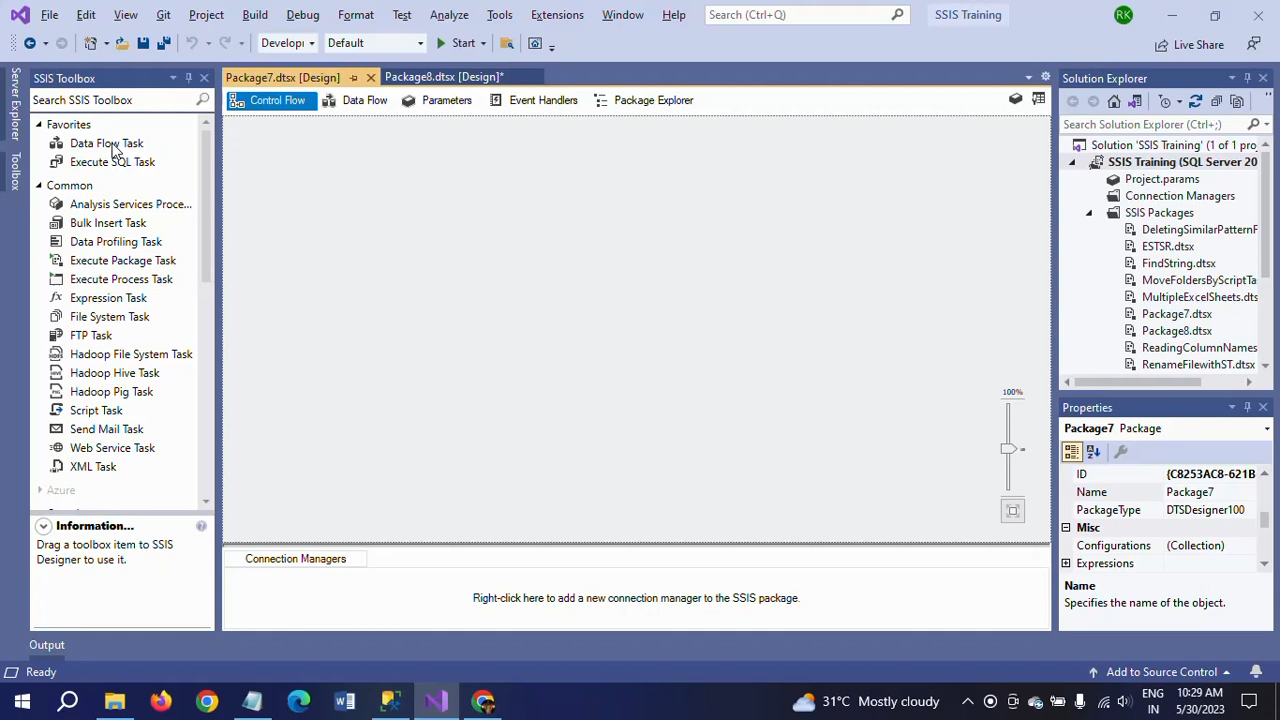 File Edit View Git Project Build Debug Format Test Analyze Tools Extensions Window Help Search (Ctrl+Q) SSIS Training RK
Developi Default Start Live Share
Server Explorer
Toolbox
SSIS Toolbox
Search SSIS Toolbox
Favorites
Data Flow Task
Execute SQL Task
Common
Analysis Services Proce...
Bulk Insert Task
Data Profiling Task
Execute Package Task
Execute Process Task
Expression Task
File System Task
FTP Task
Hadoop File System Task
Hadoop Hive Task
Hadoop Pig Task
Script Task
Send Mail Task
Web Service Task
XML Task
Azure
Information...
Drag a toolbox item to SSIS
Designer to use it.
Package7.dtsx [Design] Package8.dtsx [Design]*
Control Flow Data Flow Parameters Event Handlers Package Explorer
100%
Connection Managers
Right-click here to add a new connection manager to the SSIS package.
Solution Explorer
Search Solution Explorer (Ctrl+;)
Solution 'SSIS Training' (1 of 1 proj
SSIS Training (SQL Server 20
Project.params
Connection Managers
SSIS Packages
DeletingSimilarPatternF
ESTSR.dtsx
FindString.dtsx
MoveFoldersByScriptTa
MultipleExcelSheets.dts
Package7.dtsx
Package8.dtsx
ReadingColumnNames
RenameFilewithST.dtsx
Properties
Package7 Package
ID {C8253AC8-621B
Name Package7
PackageType DTSDesigner100
Misc
Configurations (Collection)
Expressions
Name
Specifies the name of the object.
Output
Ready Add to Source Control
31°C Mostly cloudy ENG IN 10:29 AM 5/30/2023